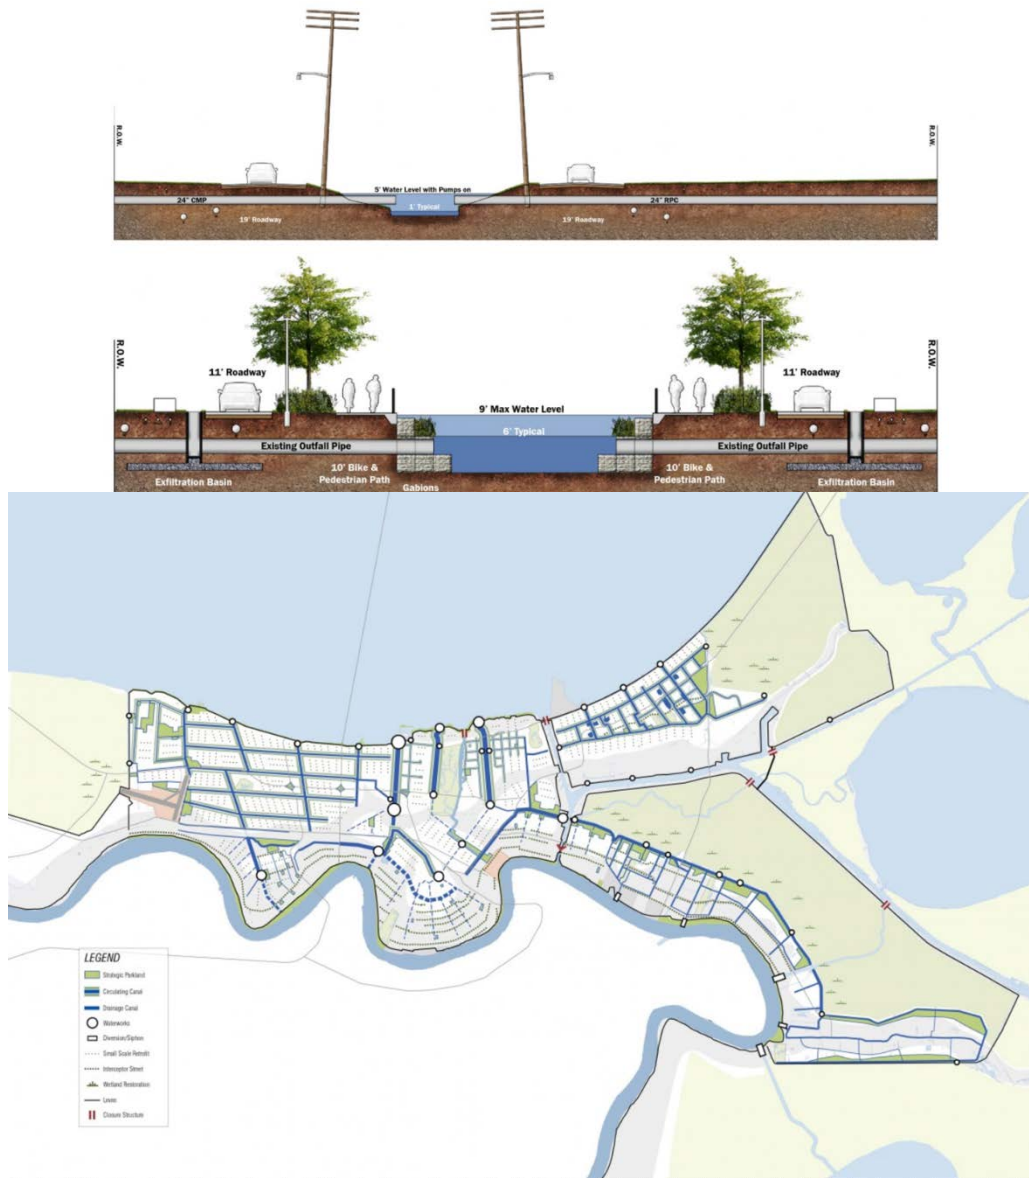 R.O.W.
R.O.W.
5' Water Level with Pumps on
24" CMP
1' Typical
24" RPC
19' Roadway
19' Roadway
R.O.W.
R.O.W.
11' Roadway
11' Roadway
9' Max Water Level
6' Typical
Existing Outfall Pipe
Existing Outfall Pipe
10' Bike &
Pedestrian Path
10' Bike &
Pedestrian Path
Exfiltration Basin
Gabions
Exfiltration Basin
LEGEND
Strategic Parkland
Circulating Canal
Drainage Canal
Waterworks
Diversion/Siphon
Small Scale Retrofit
Interceptor Street
Wetland Restoration
Levee
Closure Structure